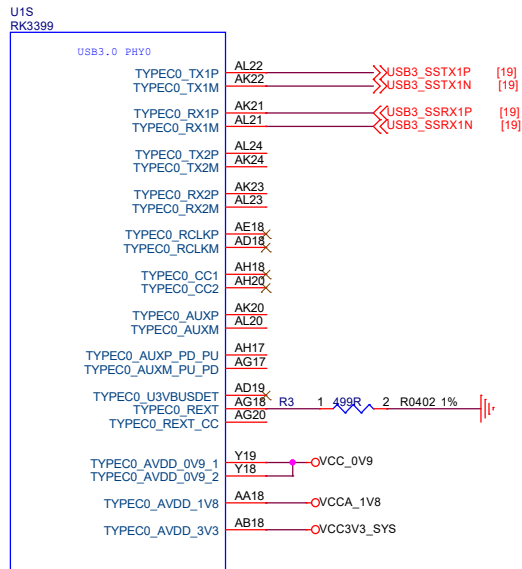 U1S
RK3399
USB3.0 PHY0
TYPEC0_TX1P AL22 USB3_SSTX1P [19]
TYPEC0_TX1M AK22 USB3_SSTX1N [19]
TYPEC0_RX1P AK21 USB3_SSRX1P [19]
TYPEC0_RX1M AL21 USB3_SSRX1N [19]
TYPEC0_TX2P AL24
TYPEC0_TX2M AK24
TYPEC0_RX2P AK23
TYPEC0_RX2M AL23
TYPEC0_RCLKP AE18
TYPEC0_RCLKM AD18
TYPEC0_CC1 AH18
TYPEC0_CC2 AH20
TYPEC0_AUXP AK20
TYPEC0_AUXM AL20
TYPEC0_AUXP_PD_PU AH17
TYPEC0_AUXM_PU_PD AG17
TYPEC0_U3VBUSDET AD19
TYPEC0_REXT AG18 R3 1 499R 2 R0402 1%
TYPEC0_REXT_CC AG20
TYPEC0_AVDD_0V9_1 Y19 VCC_0V9
TYPEC0_AVDD_0V9_2 Y18
TYPEC0_AVDD_1V8 AA18 VCCA_1V8
TYPEC0_AVDD_3V3 AB18 VCC3V3_SYS